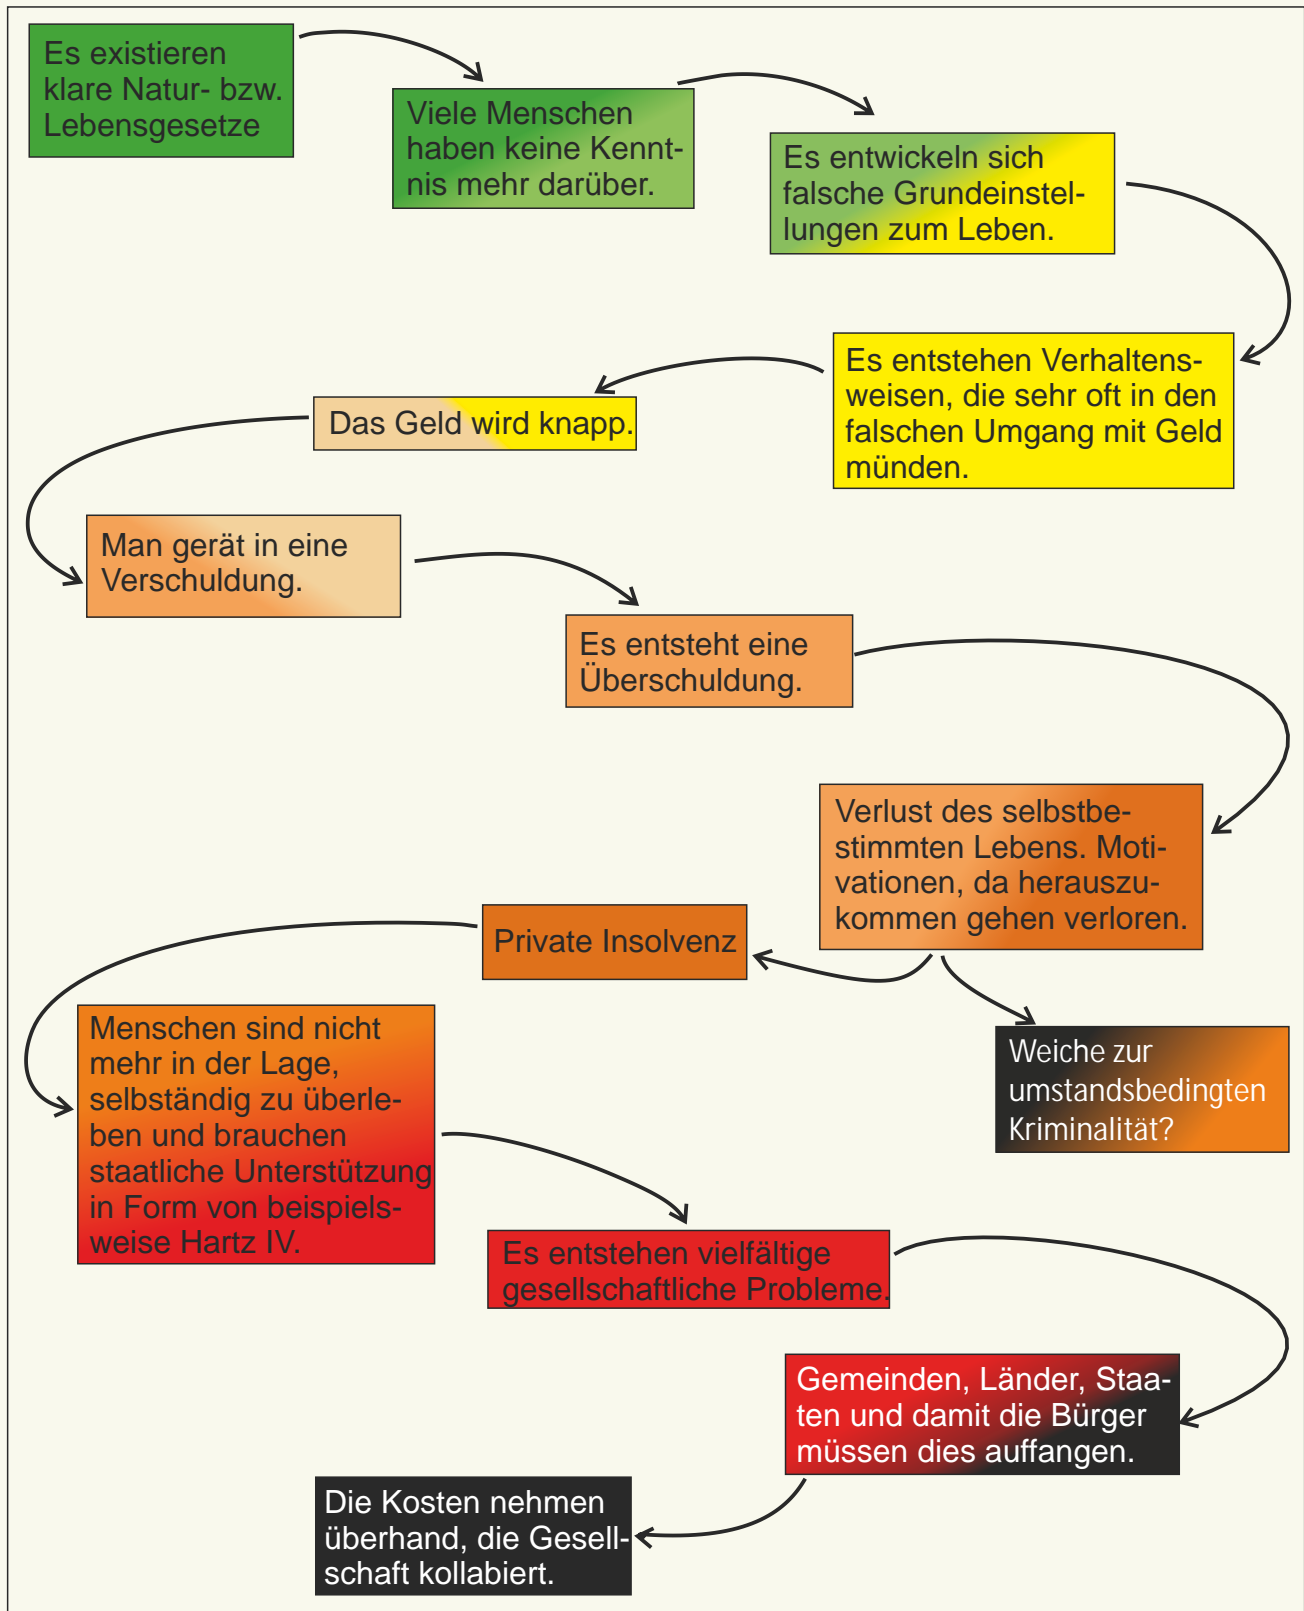 Es existieren
klare Natur- bzw.
Lebensgesetze
Viele Menschen
haben keine Kennt-
nis mehr darüber.
Es entwickeln sich
falsche Grundeinstel-
lungen zum Leben.
Es entstehen Verhaltens-
weisen, die sehr oft in den
falschen Umgang mit Geld
münden.
Das Geld wird knapp.
Man gerät in eine
Verschuldung.
Es entsteht eine
Überschuldung.
Verlust des selbstbe-
stimmten Lebens. Moti-
vationen, da herauszu-
kommen gehen verloren.
Private Insolvenz
Weiche zur
umstandsbedingten
Kriminalität?
Menschen sind nicht
mehr in der Lage,
selbständig zu überle-
ben und brauchen
staatliche Unterstützung
in Form von beispiels-
weise Hartz IV.
Es entstehen vielfältige
gesellschaftliche Probleme.
Gemeinden, Länder, Staa-
ten und damit die Bürger
müssen dies auffangen.
Die Kosten nehmen
überhand, die Gesell-
schaft kollabiert.